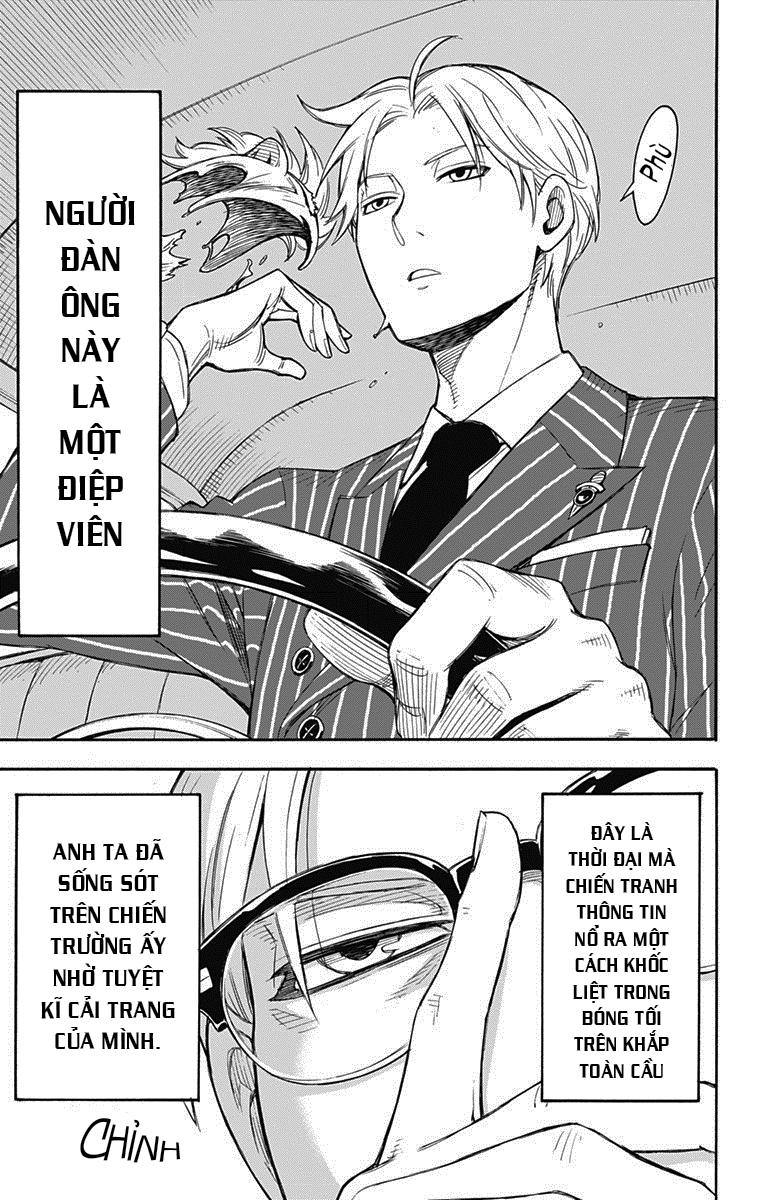 Phù
NGƯỜI
ĐÀN
ÔNG
NÀY
LÀ
MỘT
ĐIỆP
VIÊN
ĐÂY LÀ
THỜI ĐẠI MÀ
CHIẾN TRANH
THÔNG TIN
NỔ RA MỘT
CÁCH KHỐC
LIỆT TRONG
BÓNG TỐI
TRÊN KHẮP
TOÀN CẦU
ANH TA ĐÃ
SỐNG SÓT
TRÊN CHIẾN
TRƯỜNG ẤY
NHỜ TUYỆT
KĨ CẢI TRANG
CỦA MÌNH.
CHỈNH